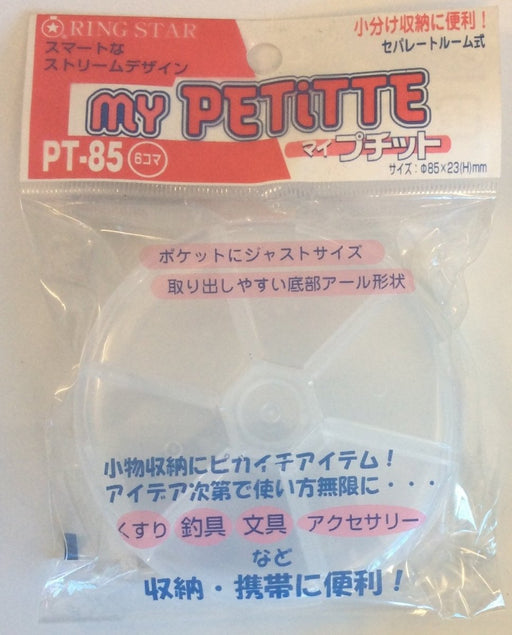 RING STAR
スマートな
ストリームデザイン
小分け収納に便利！
セパレートルーム式
MY PETiTTE
PT-85 6コマ
マイプチット
サイズ：Φ85×23(H)mm
ポケットにジャストサイズ
取り出しやすい底部アール形状
小物収納にピカイチアイテム！
アイデア次第で使い方無限に・・・
くすり 釣具 文具 アクセサリー
など
収納・携帯に便利！